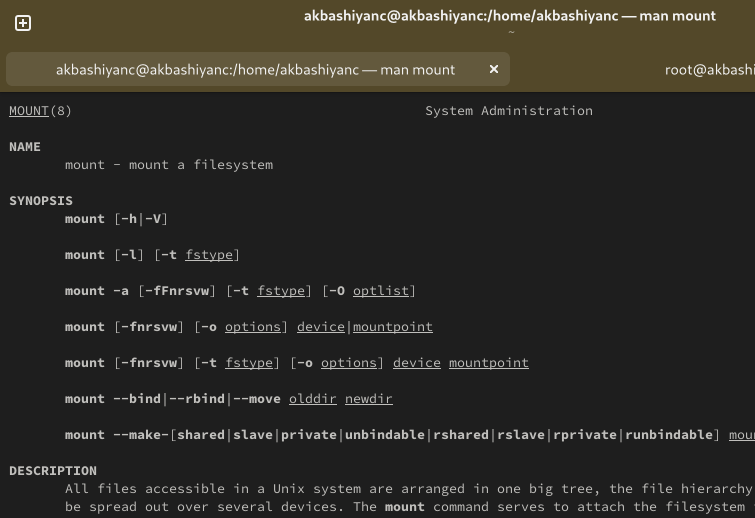 akbashiyanc@akbashiyanc:/home/akbashiyanc — man mount
~
akbashiyanc@akbashiyanc:/home/akbashiyanc — man mount
MOUNT(8) System Administration
NAME
mount - mount a filesystem
SYNOPSIS
mount [-h|-V]
mount [-l] [-t fstype]
mount -a [-fFnrsvw] [-t fstype] [-O optlist]
mount [-fnrsvw] [-o options] device|mountpoint
mount [-fnrsvw] [-t fstype] [-o options] device mountpoint
mount --bind|--rbind|--move olddir newdir
mount --make-[shared|slave|private|unbindable|rshared|rslave|rprivate|runbindable]
DESCRIPTION
All files accessible in a Unix system are arranged in one big tree, the file hierarchy
be spread out over several devices. The mount command serves to attach the filesystem